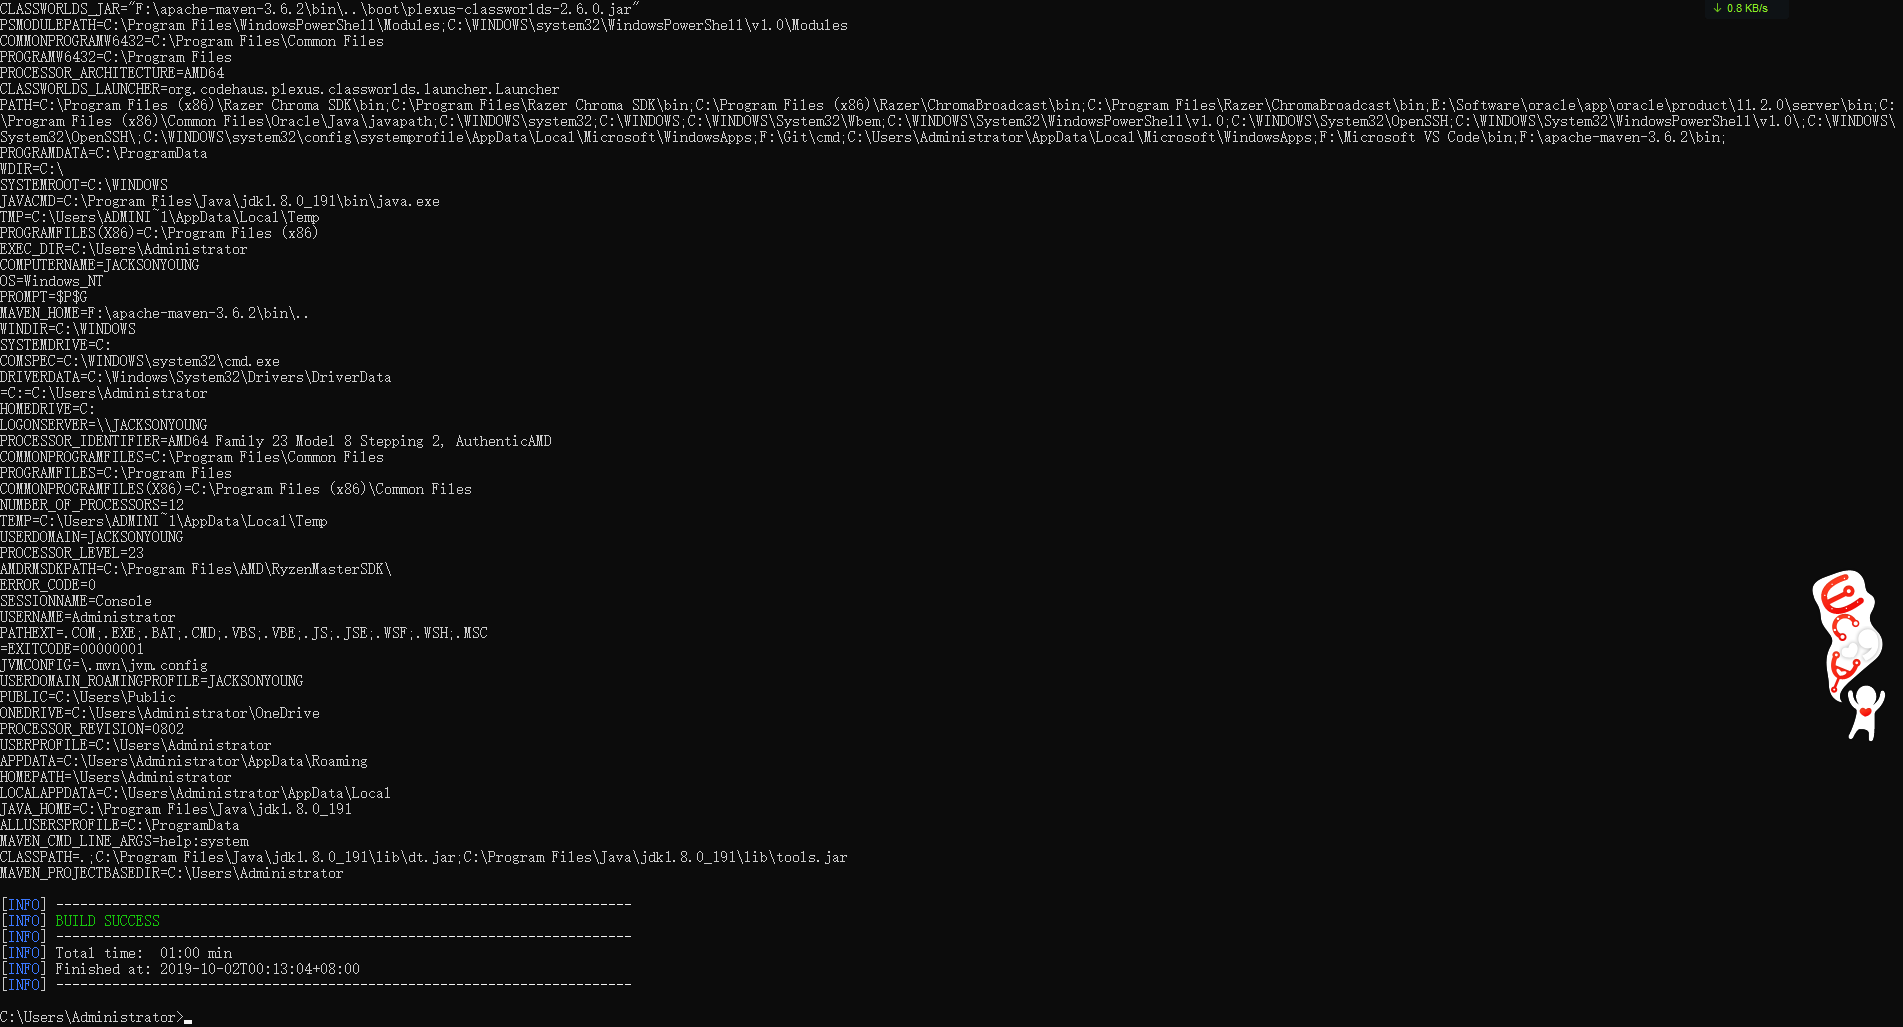 CLASSWORLDS_JAR="F:\apache-maven-3.6.2\bin\..\boot\plexus-classworlds-2.6.0.jar"
↓ 0.8 KB/s
PSMODULEPATH=C:\Program Files\WindowsPowerShell\Modules;C:\WINDOWS\system32\WindowsPowerShell\v1.0\Modules
COMMONPROGRAMW6432=C:\Program Files\Common Files
PROGRAMW6432=C:\Program Files
PROCESSOR_ARCHITECTURE=AMD64
CLASSWORLDS_LAUNCHER=org.codehaus.plexus.classworlds.launcher.Launcher
PATH=C:\Program Files (x86)\Razer Chroma SDK\bin;C:\Program Files\Razer Chroma SDK\bin;C:\Program Files (x86)\Razer\ChromaBroadcast\bin;C:\Program Files\Razer\ChromaBroadcast\bin;E:\Software\oracle\app\oracle\product\11.2.0\server\bin;C:
\Program Files (x86)\Common Files\Oracle\Java\javapath;C:\WINDOWS\system32;C:\WINDOWS;C:\WINDOWS\System32\Wbem;C:\WINDOWS\System32\WindowsPowerShell\v1.0;C:\WINDOWS\System32\OpenSSH;C:\WINDOWS\System32\WindowsPowerShell\v1.0\;C:\WINDOWS\
System32\OpenSSH\;C:\WINDOWS\system32\config\systemprofile\AppData\Local\Microsoft\WindowsApps;F:\Git\cmd;C:\Users\Administrator\AppData\Local\Microsoft\WindowsApps;F:\Microsoft VS Code\bin;F:\apache-maven-3.6.2\bin;
PROGRAMDATA=C:\ProgramData
WDIR=C:\
SYSTEMROOT=C:\WINDOWS
JAVACMD=C:\Program Files\Java\jdk1.8.0_191\bin\java.exe
TMP=C:\Users\ADMINI~1\AppData\Local\Temp
PROGRAMFILES(X86)=C:\Program Files (x86)
EXEC_DIR=C:\Users\Administrator
COMPUTERNAME=JACKSONYOUNG
OS=Windows_NT
PROMPT=$P$G
MAVEN_HOME=F:\apache-maven-3.6.2\bin\..
WINDIR=C:\WINDOWS
SYSTEMDRIVE=C:
COMSPEC=C:\WINDOWS\system32\cmd.exe
DRIVERDATA=C:\Windows\System32\Drivers\DriverData
=C:=C:\Users\Administrator
HOMEDRIVE=C:
LOGONSERVER=\\JACKSONYOUNG
PROCESSOR_IDENTIFIER=AMD64 Family 23 Model 8 Stepping 2, AuthenticAMD
COMMONPROGRAMFILES=C:\Program Files\Common Files
PROGRAMFILES=C:\Program Files
COMMONPROGRAMFILES(X86)=C:\Program Files (x86)\Common Files
NUMBER_OF_PROCESSORS=12
TEMP=C:\Users\ADMINI~1\AppData\Local\Temp
USERDOMAIN=JACKSONYOUNG
PROCESSOR_LEVEL=23
AMDRMSDKPATH=C:\Program Files\AMD\RyzenMasterSDK\
ERROR_CODE=0
SESSIONNAME=Console
USERNAME=Administrator
PATHEXT=.COM;.EXE;.BAT;.CMD;.VBS;.VBE;.JS;.JSE;.WSF;.WSH;.MSC
=EXITCODE=00000001
JVMCONFIG=\.mvn\jvm.config
USERDOMAIN_ROAMINGPROFILE=JACKSONYOUNG
PUBLIC=C:\Users\Public
ONEDRIVE=C:\Users\Administrator\OneDrive
PROCESSOR_REVISION=0802
USERPROFILE=C:\Users\Administrator
APPDATA=C:\Users\Administrator\AppData\Roaming
HOMEPATH=\Users\Administrator
LOCALAPPDATA=C:\Users\Administrator\AppData\Local
JAVA_HOME=C:\Program Files\Java\jdk1.8.0_191
ALLUSERSPROFILE=C:\ProgramData
MAVEN_CMD_LINE_ARGS=help:system
CLASSPATH=.;C:\Program Files\Java\jdk1.8.0_191\lib\dt.jar;C:\Program Files\Java\jdk1.8.0_191\lib\tools.jar
MAVEN_PROJECTBASEDIR=C:\Users\Administrator
[INFO] ------------------------------------------------------------------------
[INFO] BUILD SUCCESS
[INFO] ------------------------------------------------------------------------
[INFO] Total time:  01:00 min
[INFO] Finished at: 2019-10-02T00:13:04+08:00
[INFO] ------------------------------------------------------------------------
C:\Users\Administrator>